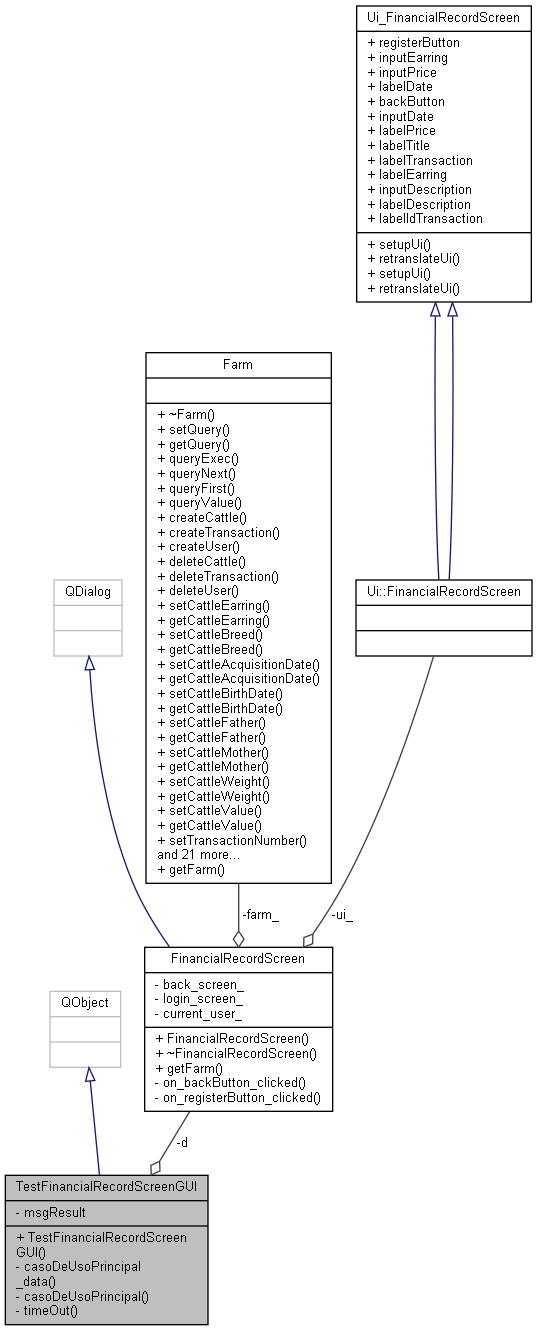 Ui_FinancialRecordScreen
+ registerButton
+ inputEarring
+ inputPrice
+ labelDate
+ backButton
+ inputDate
+ labelPrice
+ labelTitle
+ labelTransaction
+ labelEarring
+ inputDescription
+ labelDescription
+ labelIdTransaction
+ setupUi()
+ retranslateUi()
+ setupUi()
+ retranslateUi()
Farm
+ ~Farm()
+ setQuery()
+ getQuery()
+ queryExec()
+ queryNext()
+ queryFirst()
+ queryValue()
+ createCattle()
+ createTransaction()
+ createUser()
+ deleteCattle()
+ deleteTransaction()
+ deleteUser()
+ setCattleEarring()
+ getCattleEarring()
+ setCattleBreed()
+ getCattleBreed()
+ setCattleAcquisitionDate()
+ getCattleAcquisitionDate()
+ setCattleBirthDate()
+ getCattleBirthDate()
+ setCattleFather()
+ getCattleFather()
+ setCattleMother()
+ getCattleMother()
+ setCattleWeight()
+ getCattleWeight()
+ setCattleValue()
+ getCattleValue()
+ setTransactionNumber()
and 21 more...
+ getFarm()
QDialog
Ui::FinancialRecordScreen
-farm_
-ui_
FinancialRecordScreen
- back_screen_
- login_screen_
- current_user_
+ FinancialRecordScreen()
+ ~FinancialRecordScreen()
+ getFarm()
- on_backButton_clicked()
- on_registerButton_clicked()
QObject
-d
TestFinancialRecordScreenGUI
- msgResult
+ TestFinancialRecordScreen
GUI()
- casoDeUsoPrincipal
_data()
- casoDeUsoPrincipal()
- timeOut()